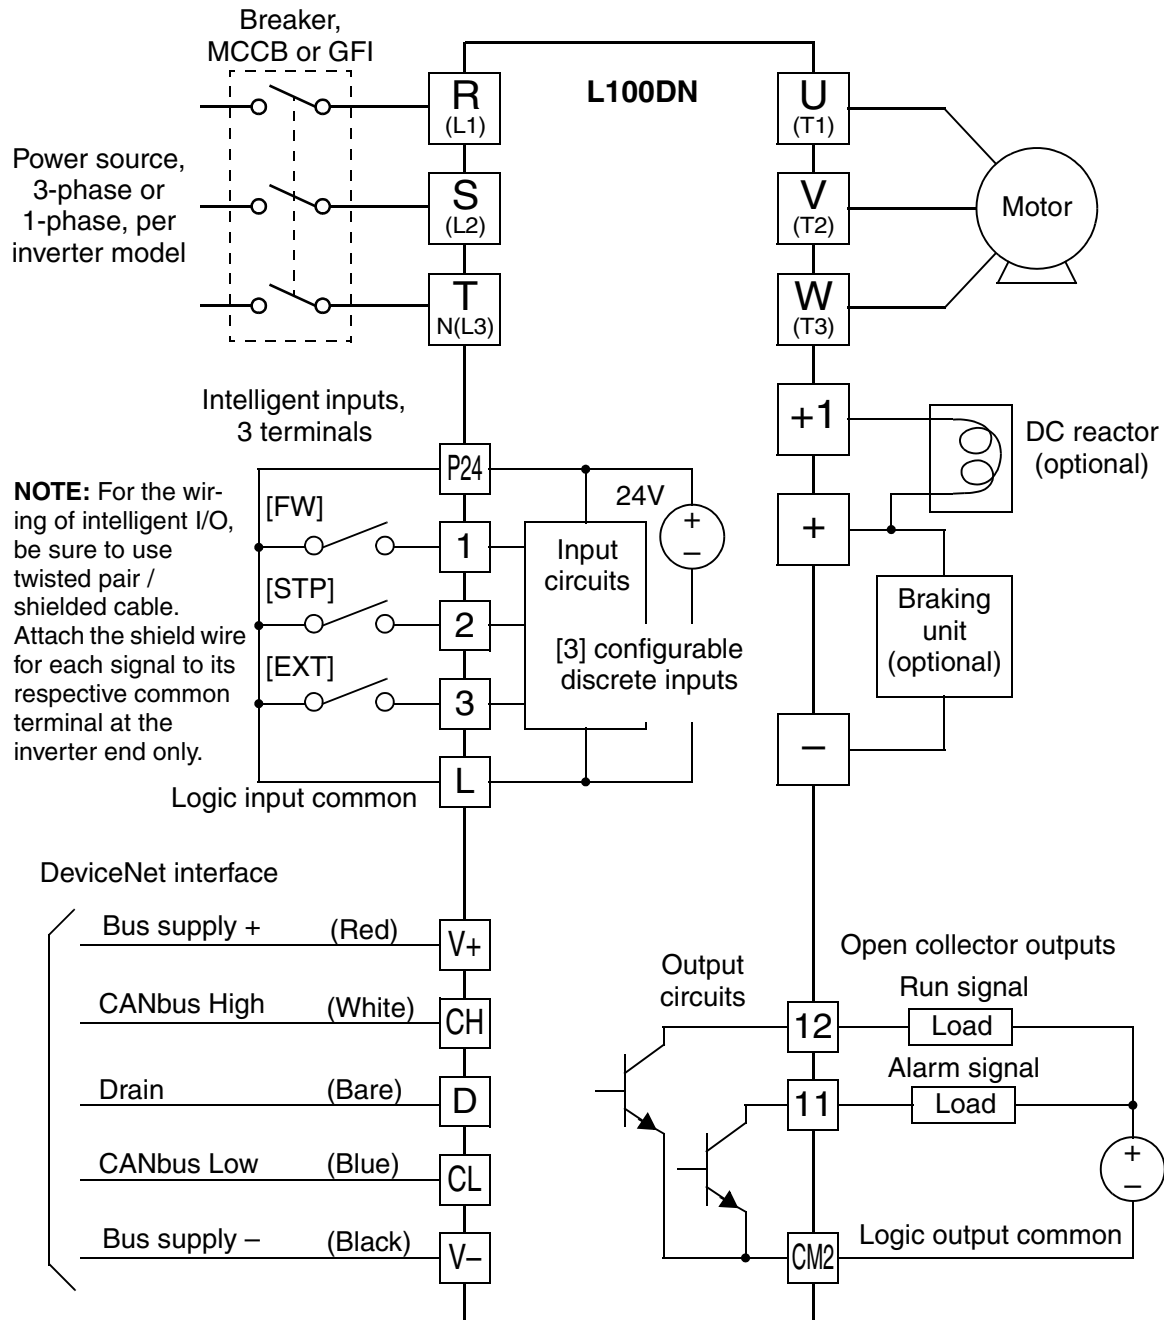 Breaker,
MCCB or GFI
L100DN
R
(L1)
U
(T1)
Power source,
3-phase or
1-phase, per
inverter model
S
(L2)
V
(T2)
Motor
T
N(L3)
W
(T3)
Intelligent inputs,
3 terminals
+1
DC reactor
(optional)
P24
24V
+
–
+
NOTE: For the wir-
ing of intelligent I/O,
be sure to use
twisted pair /
shielded cable.
Attach the shield wire
for each signal to its
respective common
terminal at the
inverter end only.
[FW]
1
Input
circuits
[STP]
2
[3] configurable
discrete inputs
[EXT]
3
Braking
unit
(optional)
–
L
Logic input common
DeviceNet interface
Bus supply + (Red) V+
CANbus High (White) CH
Drain (Bare) D
CANbus Low (Blue) CL
Bus supply – (Black) V–
Output
circuits
Open collector outputs
Run signal
12
Load
Alarm signal
11
Load
+
–
Logic output common
CM2